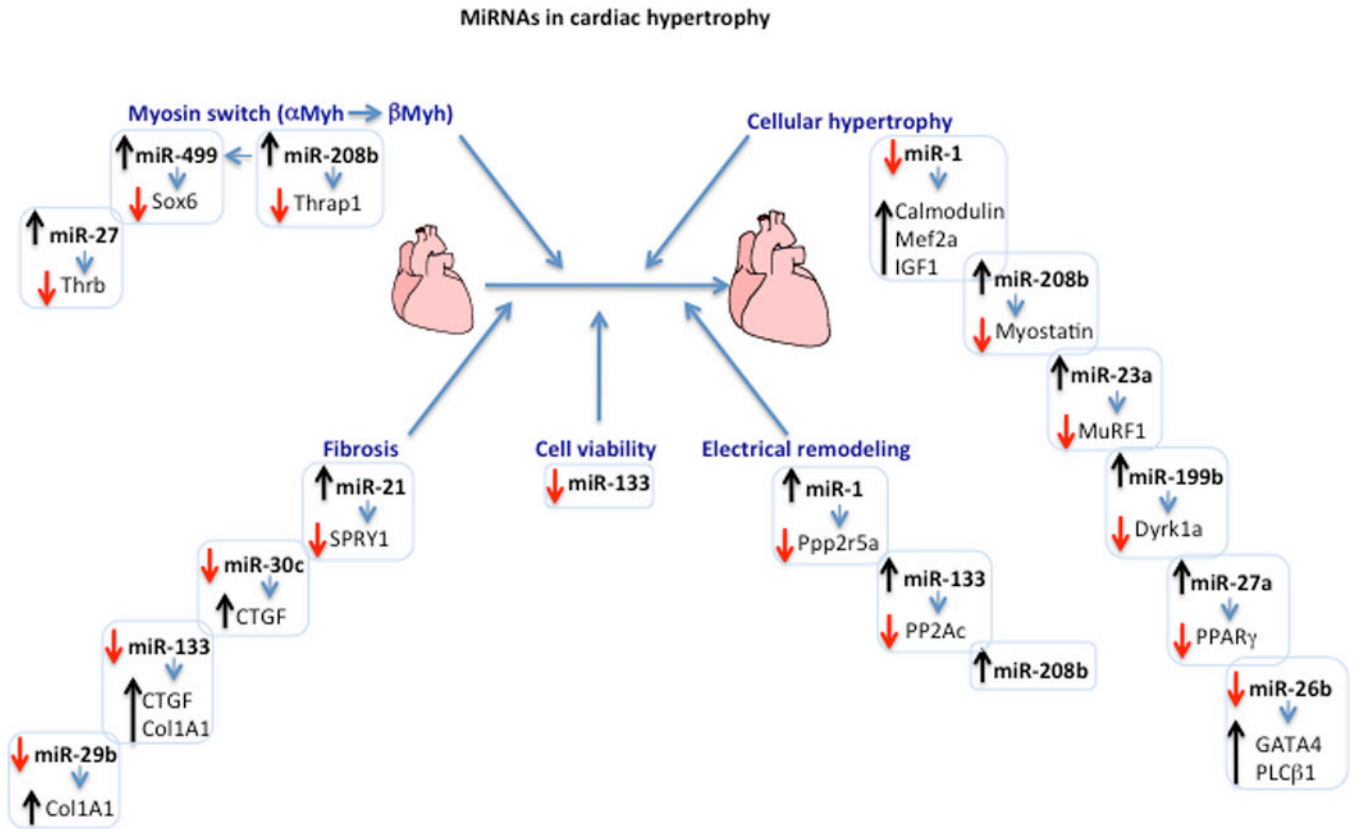 MiRNAs in cardiac hypertrophy
Myosin switch (αMyh βMyh)
miR-499
Sox6
miR-208b
Thrap1
miR-27
Thrb
Cellular hypertrophy
miR-1
Calmodulin
Mef2a
IGF1
miR-208b
Myostatin
miR-23a
MuRF1
miR-199b
Dyrk1a
miR-27a
PPARγ
miR-26b
GATA4
PLCβ1
Fibrosis
miR-21
SPRY1
miR-30c
CTGF
miR-133
CTGF
Col1A1
miR-29b
Col1A1
Cell viability
miR-133
Electrical remodeling
miR-1
Ppp2r5a
miR-133
PP2Ac
miR-208b